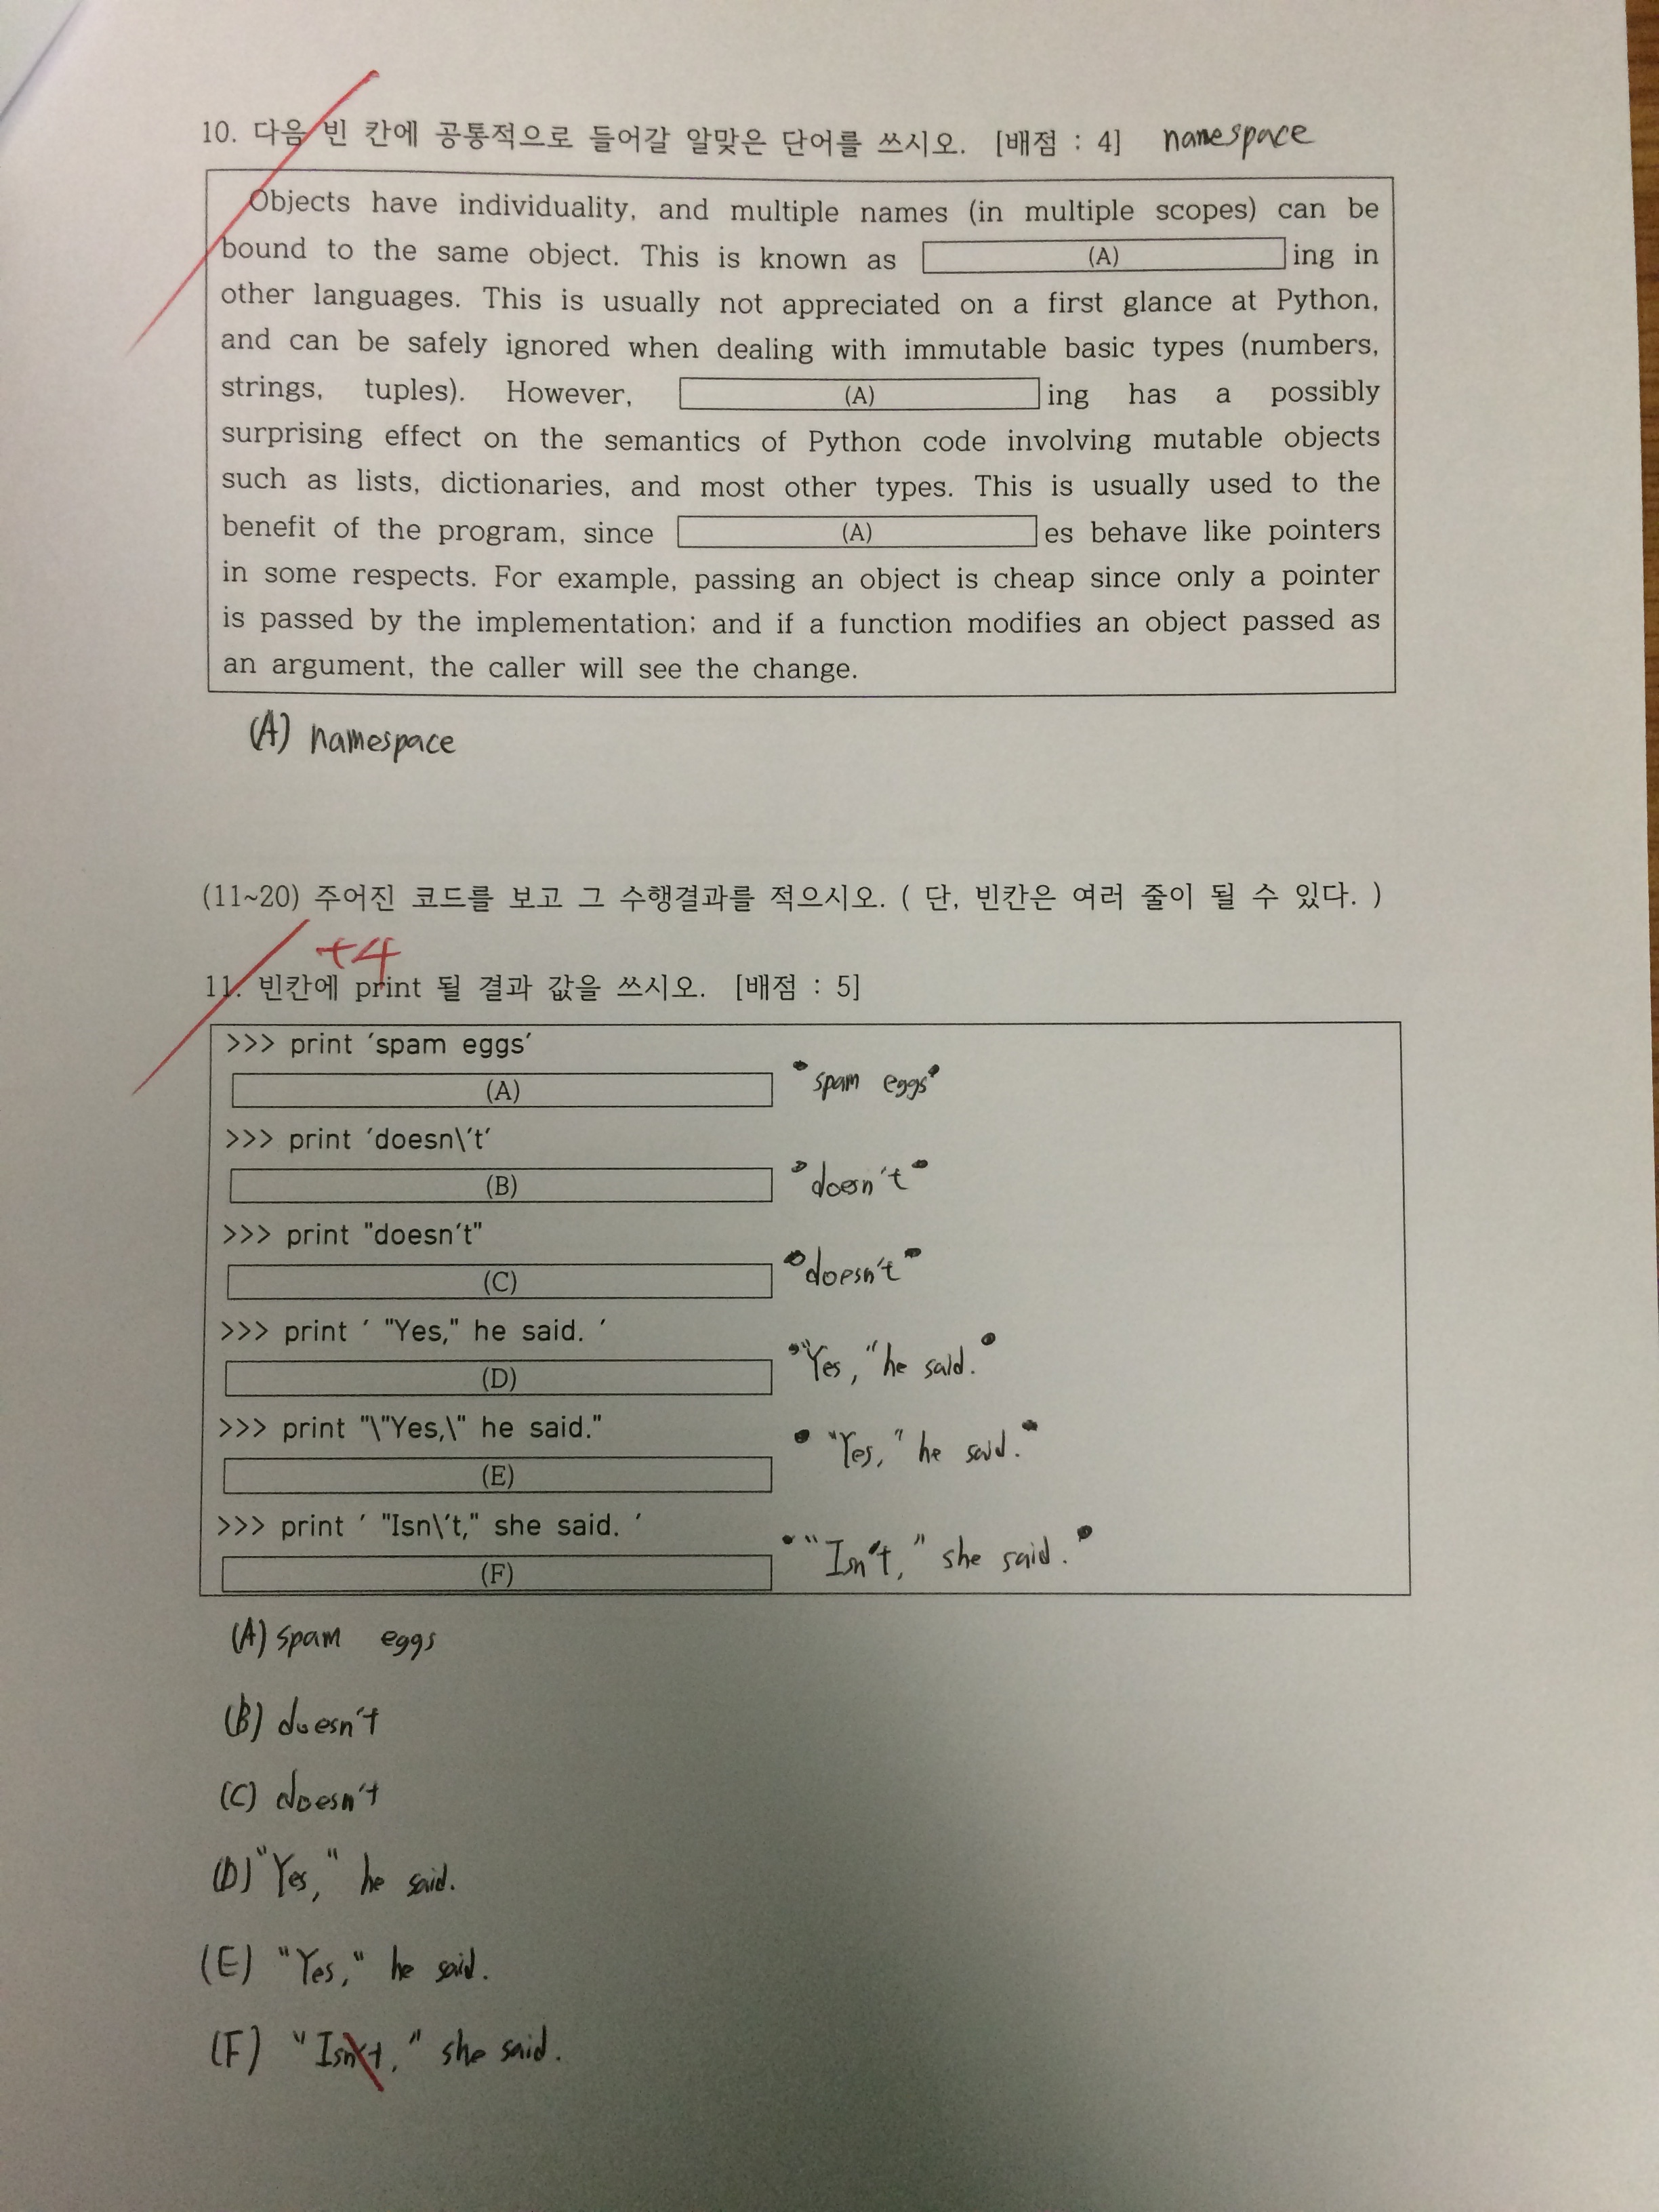 10. 다음 빈 칸에 공통적으로 들어갈 알맞은 단어를 쓰시오. [배점 : 4] namespace
Objects have individuality, and multiple names (in multiple scopes) can be
bound to the same object. This is known as (A) ing in
other languages. This is usually not appreciated on a first glance at Python,
and can be safely ignored when dealing with immutable basic types (numbers,
strings, tuples). However, (A) ing has a possibly
surprising effect on the semantics of Python code involving mutable objects
such as lists, dictionaries, and most other types. This is usually used to the
benefit of the program, since (A) es behave like pointers
in some respects. For example, passing an object is cheap since only a pointer
is passed by the implementation; and if a function modifies an object passed as
an argument, the caller will see the change.
(A) namespace
(11~20) 주어진 코드를 보고 그 수행결과를 적으시오. ( 단, 빈칸은 여러 줄이 될 수 있다. )
+4
11. 빈칸에 print 될 결과 값을 쓰시오. [배점 : 5]
>>> print 'spam eggs'
(A) spam eggs
>>> print 'doesn\'t'
(B) doesn't
>>> print "doesn't"
(C) doesn't
>>> print ' "Yes," he said. '
(D) "Yes," he said.
>>> print "\"Yes,\" he said."
(E) "Yes," he said.
>>> print ' "Isn\'t," she said. '
(F) "Isn't," she said.
(A) spam eggs
(B) doesn't
(C) doesn't
(D) "Yes," he said.
(E) "Yes," he said.
(F) "Isn't," she said.